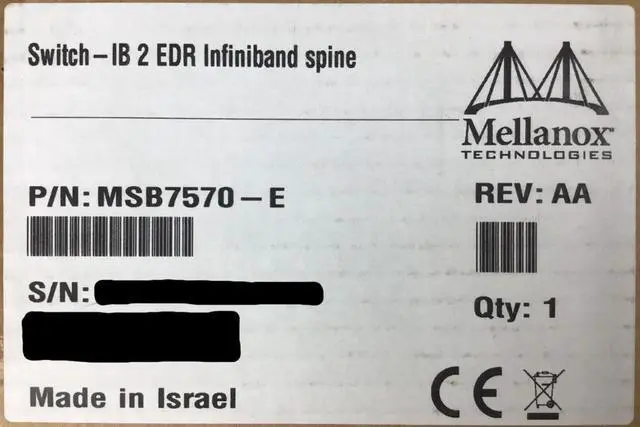 Switch-IB 2 EDR Infiniband spine
Mellanox
TECHNOLOGIES
P/N: MSB7570-E
REV: AA
S/N:
Qty: 1
Made in Israel
CE